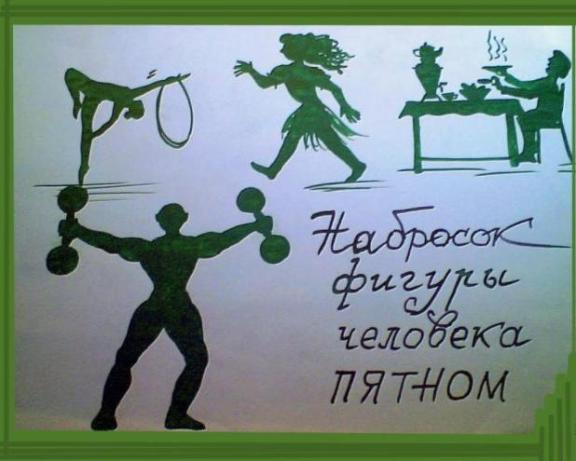 Набросок
фигуры
человека
ПЯТНОМ